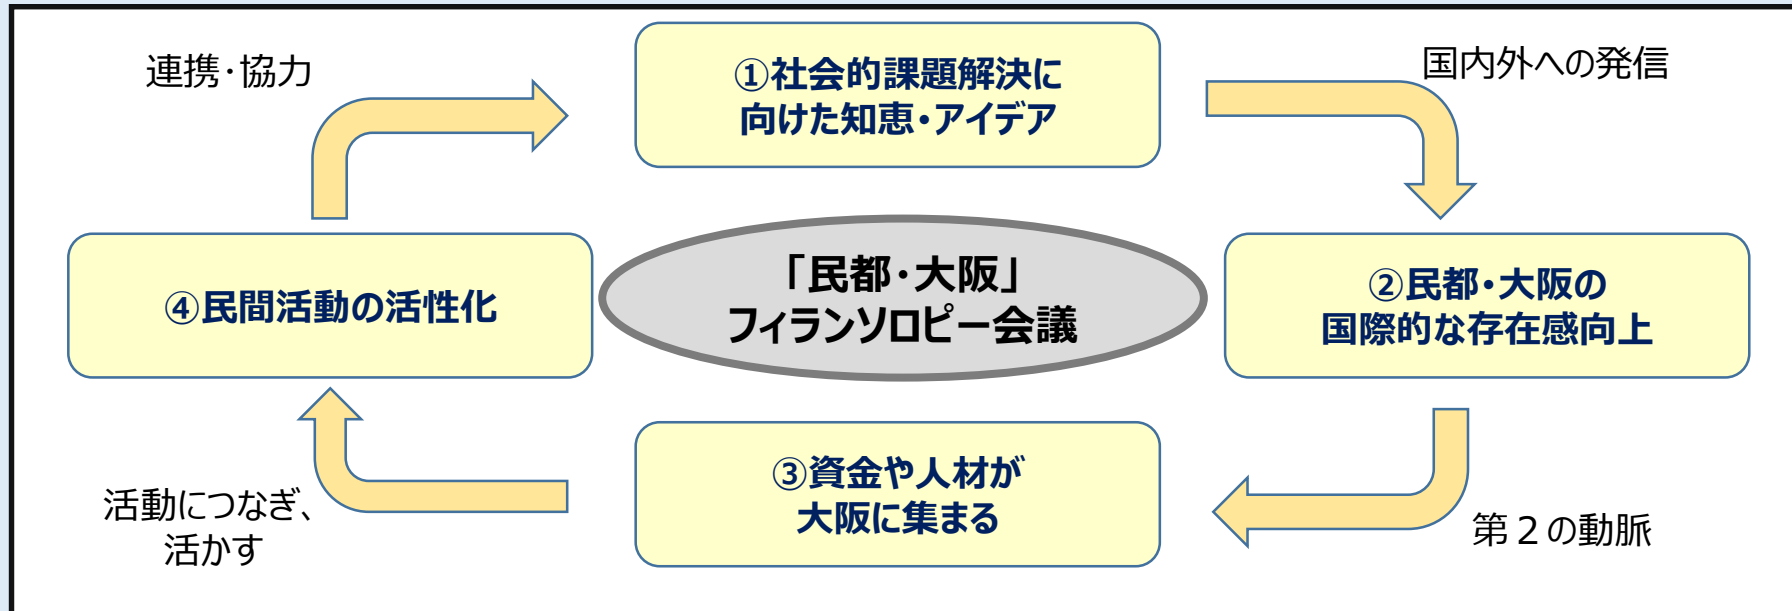 連携・協力
①社会的課題解決に
向けた知恵・アイデア
国内外への発信
④民間活動の活性化
「民都・大阪」
フィランソロピー会議
②民都・大阪の
国際的な存在感向上
③資金や人材が
大阪に集まる
活動につなぎ、
活かす
第２の動脈